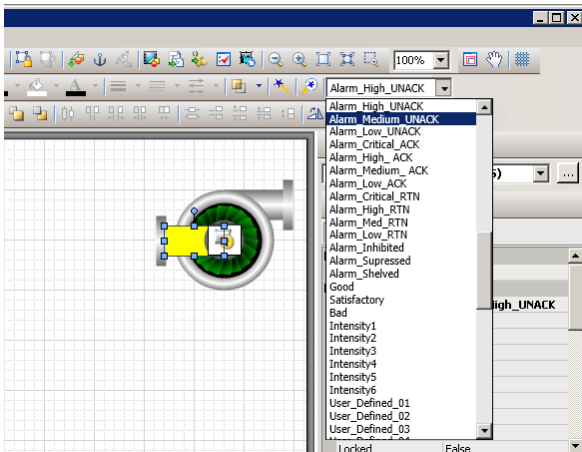 100%
Alarm_High_UNACK
Alarm_High_UNACK
Alarm_Medium_UNACK
Alarm_Low_UNACK
Alarm_Critical_ACK
Alarm_High_ ACK
Alarm_Medium_ ACK
Alarm_Low_ACK
Alarm_Critical_RTN
Alarm_High_RTN
Alarm_Med_RTN
Alarm_Low_RTN
Alarm_Inhibited
Alarm_Supressed
Alarm_Shelved
Good
Satisfactory
Bad
ligh_UNACK
Intensity1
Intensity2
Intensity3
Intensity4
Intensity5
Intensity6
User_Defined_01
User_Defined_02
User_Defined_03
Locked False